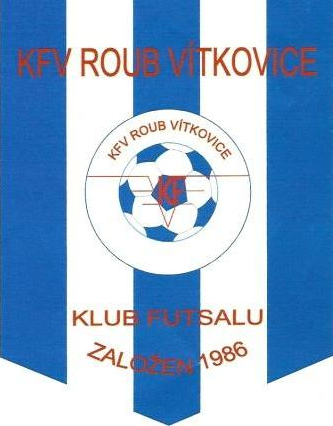 KFV ROUB VÍTKOVICE
KFV ROUB VÍTKOVICE
KF
V
KLUB FUTSALU
ZALOŽEN 1986